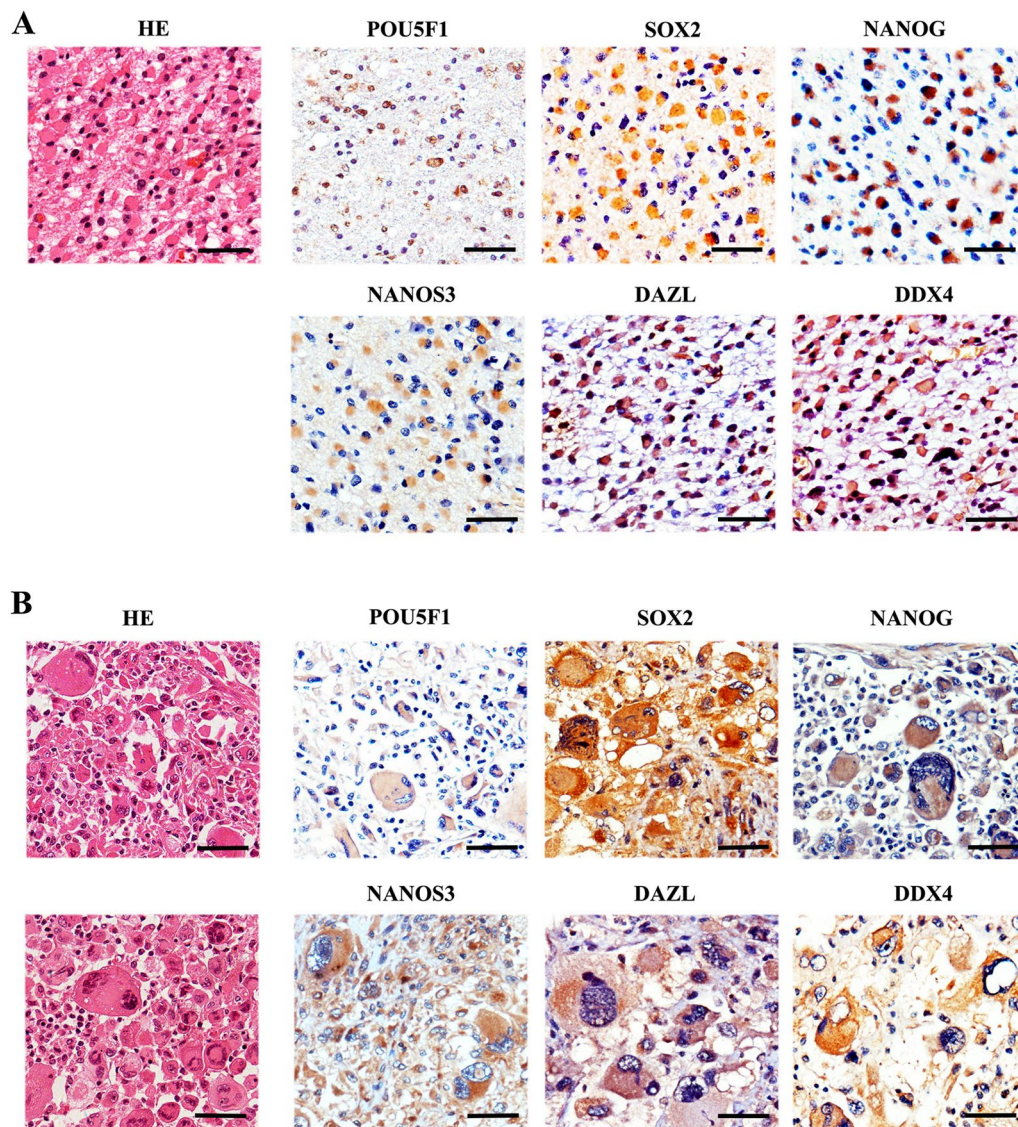 A
HE POU5F1 SOX2 NANOG
NANOS3 DAZL DDX4
B
HE POU5F1 SOX2 NANOG
NANOS3 DAZL DDX4